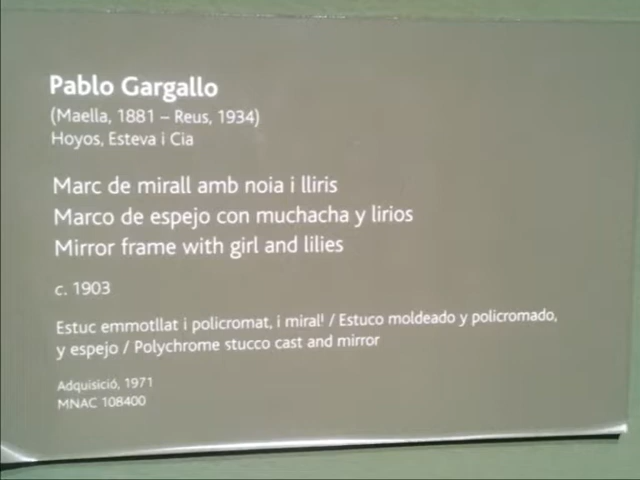 Pablo Gargallo
(Maella, 1881 – Reus, 1934)
Hoyos, Esteva i Cia
Marc de mirall amb noia i lliris
Marco de espejo con muchacha y lirios
Mirror frame with girl and lilies
c. 1903
Estuc emmotllat i policromat, i mirall / Estuco moldeado y policromado,
y espejo / Polychrome stucco cast and mirror
Adquisició, 1971
MNAC 108400